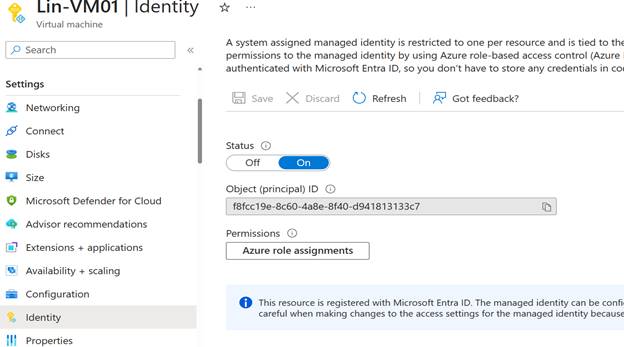 Lin-VM01 | Identity
Virtual machine
Search
A system assigned managed identity is restricted to one per resource and is tied to the
permissions to the managed identity by using Azure role-based access control (Azure
authenticated with Microsoft Entra ID, so you don't have to store any credentials in co
Save Discard Refresh Got feedback?
Settings
Networking
Connect
Disks
Size
Microsoft Defender for Cloud
Advisor recommendations
Extensions + applications
Availability + scaling
Configuration
Identity
Properties
Status
Off On
Object (principal) ID
f8fcc19e-8c60-4a8e-8f40-d941813133c7
Permissions
Azure role assignments
This resource is registered with Microsoft Entra ID. The managed identity can be confi
careful when making changes to the access settings for the managed identity because